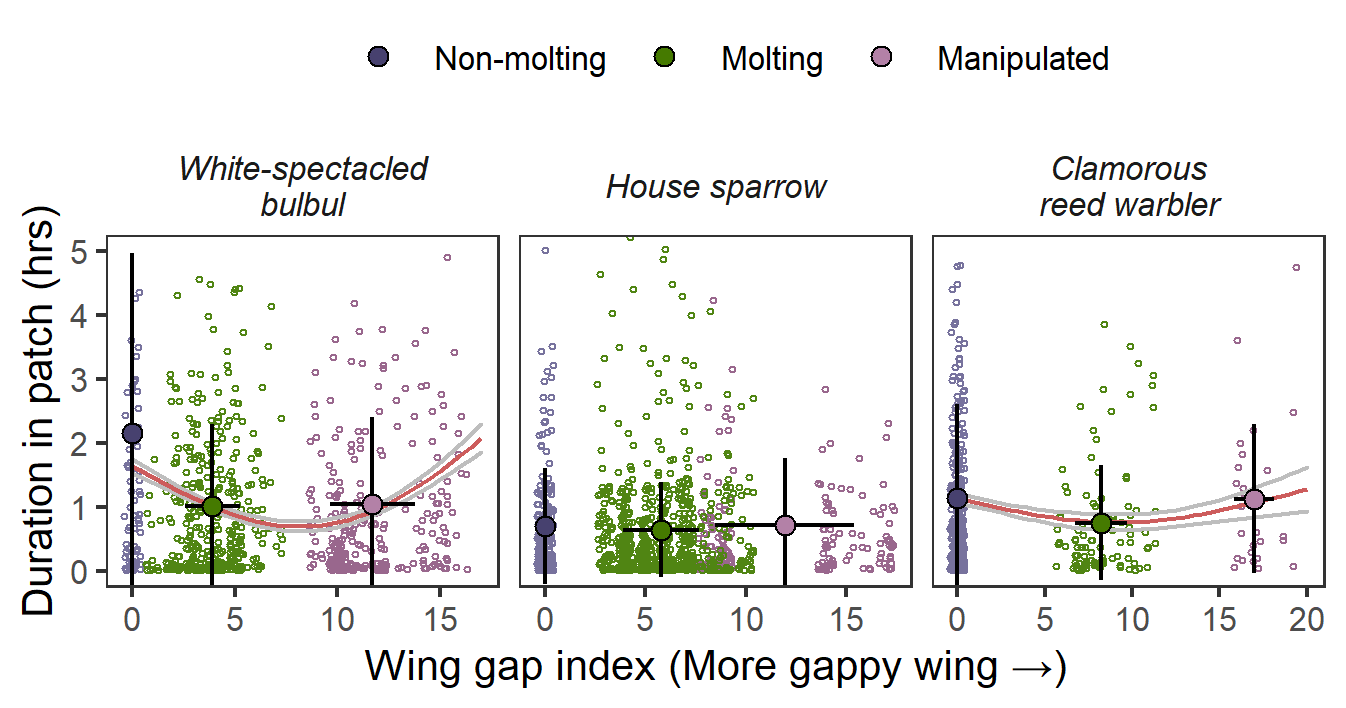 Non-molting Molting Manipulated
White-spectacled
bulbul
House sparrow
Clamorous
reed warbler
Duration in patch (hrs)
5
4
3
2
1
0
0 5 10 15
0 5 10 15
0 5 10 15 20
Wing gap index (More gappy wing →)